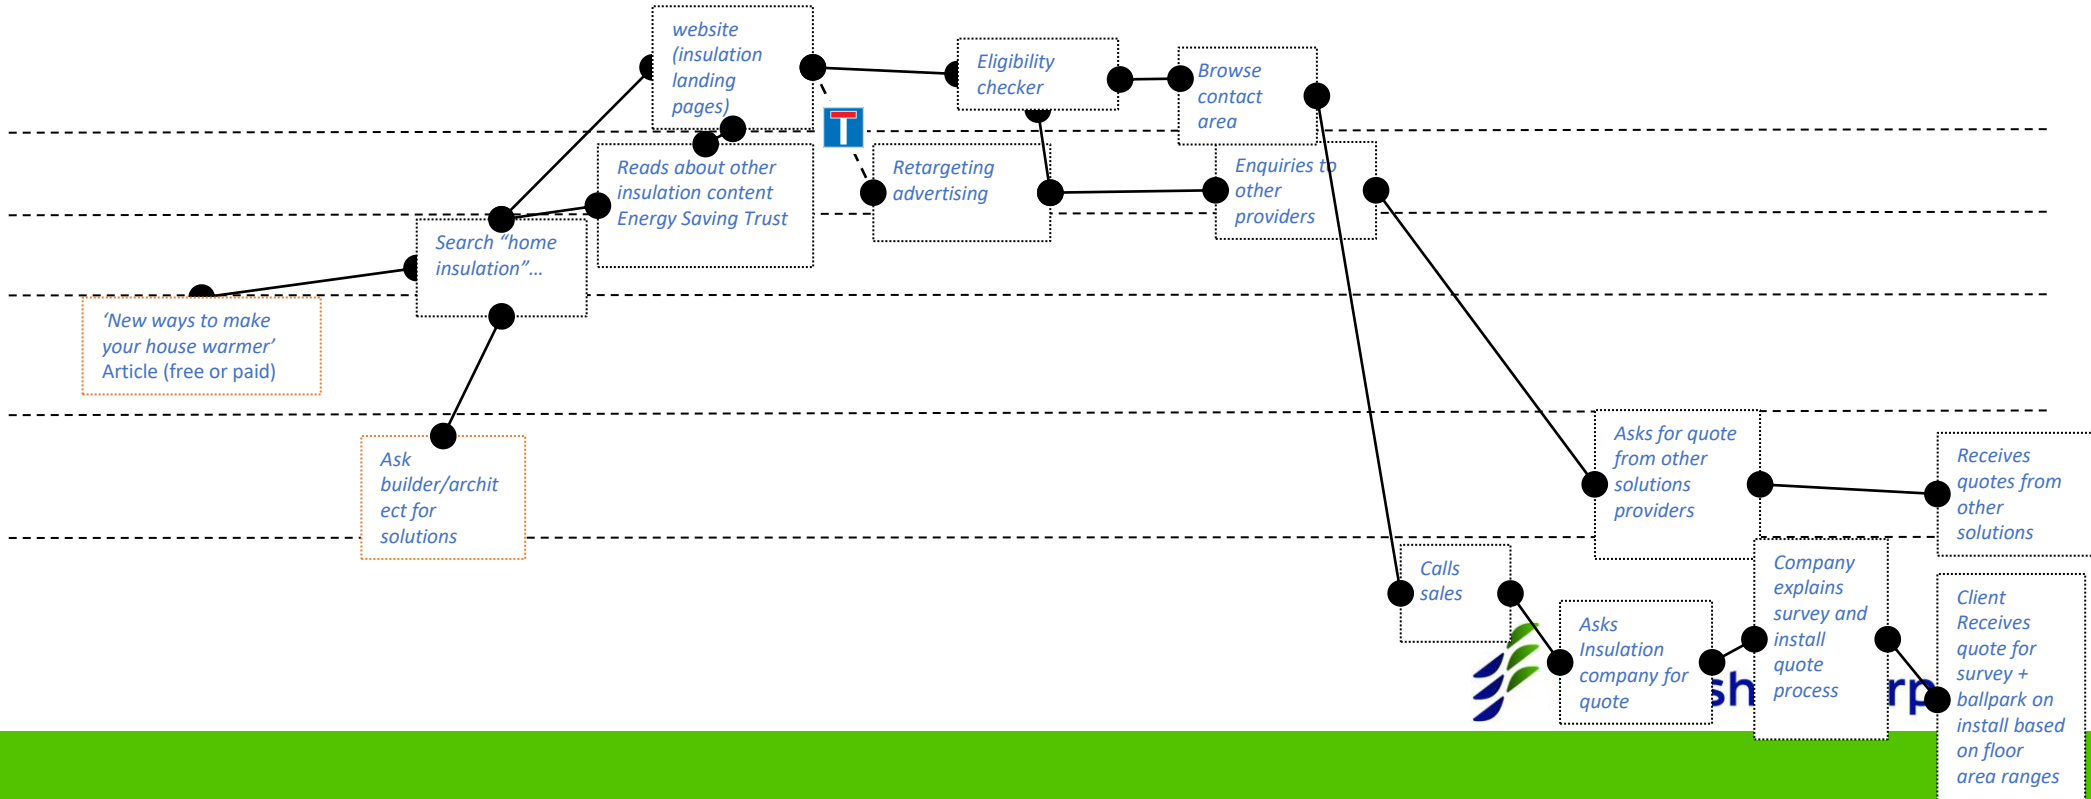 website
(insulation
landing
pages)
Eligibility
checker
Browse
contact
area
Reads about other
insulation content
Energy Saving Trust
Retargeting
advertising
Enquiries to
other
providers
Search “home
insulation”…
‘New ways to make
your house warmer’
Article (free or paid)
Ask
builder/archit
ect for
solutions
Asks for quote
from other
solutions
providers
Receives
quotes from
other
solutions
Calls
sales
Asks
Insulation
company for
quote
Company
explains
survey and
install
quote
process
Client
Receives
quote for
survey +
ballpark on
install based
on floor
area ranges